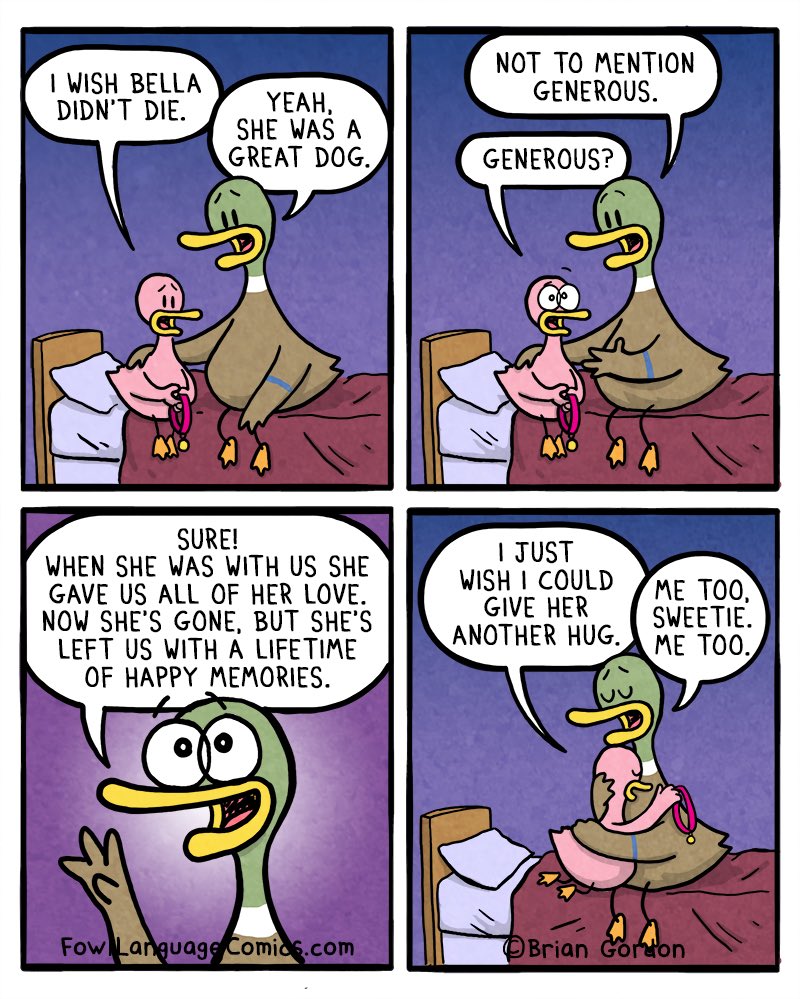 I WISH BELLA
DIDN'T DIE.
YEAH,
SHE WAS A
GREAT DOG.
NOT TO MENTION
GENEROUS.
GENEROUS?
SURE!
WHEN SHE WAS WITH US SHE
GAVE US ALL OF HER LOVE.
NOW SHE'S GONE, BUT SHE'S
LEFT US WITH A LIFETIME
OF HAPPY MEMORIES.
FowlLanguageComics.com
I JUST
WISH I COULD
GIVE HER
ANOTHER HUG.
ME TOO,
SWEETIE.
ME TOO.
©Brian Gordon